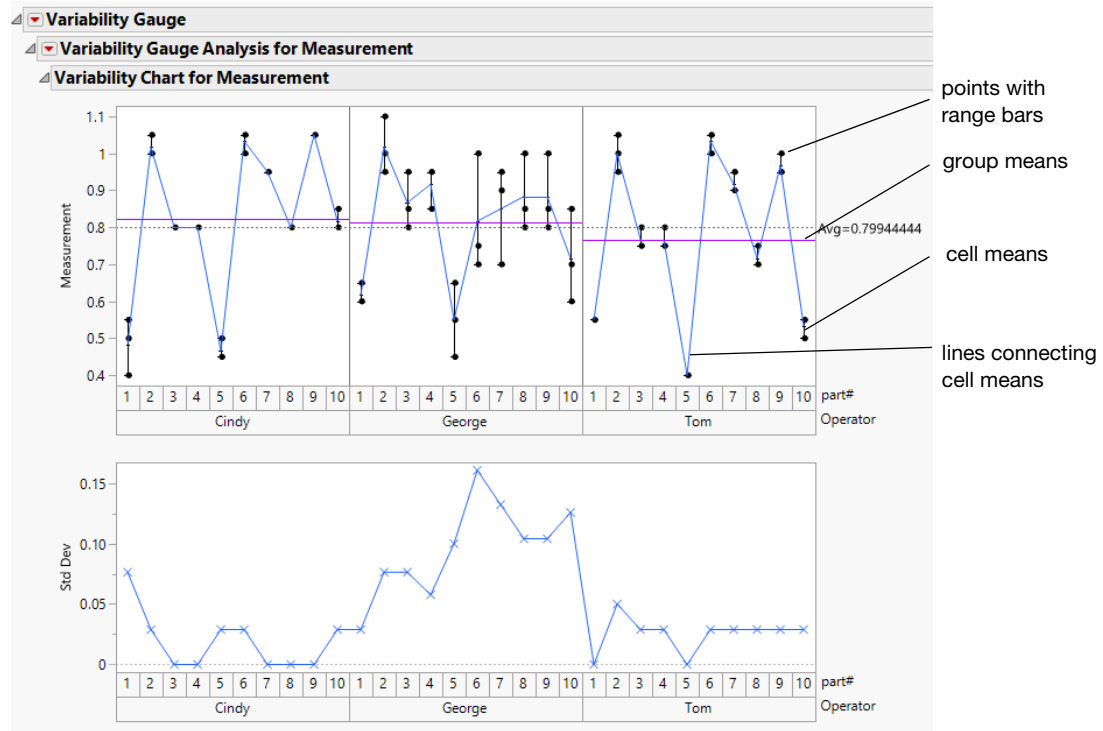 Variability Gauge
Variability Gauge Analysis for Measurement
Variability Chart for Measurement
points with
range bars
group means
cell means
lines connecting
cell means
Measurement
1.1
1
0.9
0.8
0.7
0.6
0.5
0.4
Avg=0.79944444
1 2 3 4 5 6 7 8 9 10 1 2 3 4 5 6 7 8 9 10 1 2 3 4 5 6 7 8 9 10 part#
Cindy George Tom Operator
Std Dev
0.15
0.10
0.05
0
1 2 3 4 5 6 7 8 9 10 1 2 3 4 5 6 7 8 9 10 1 2 3 4 5 6 7 8 9 10 part#
Cindy George Tom Operator